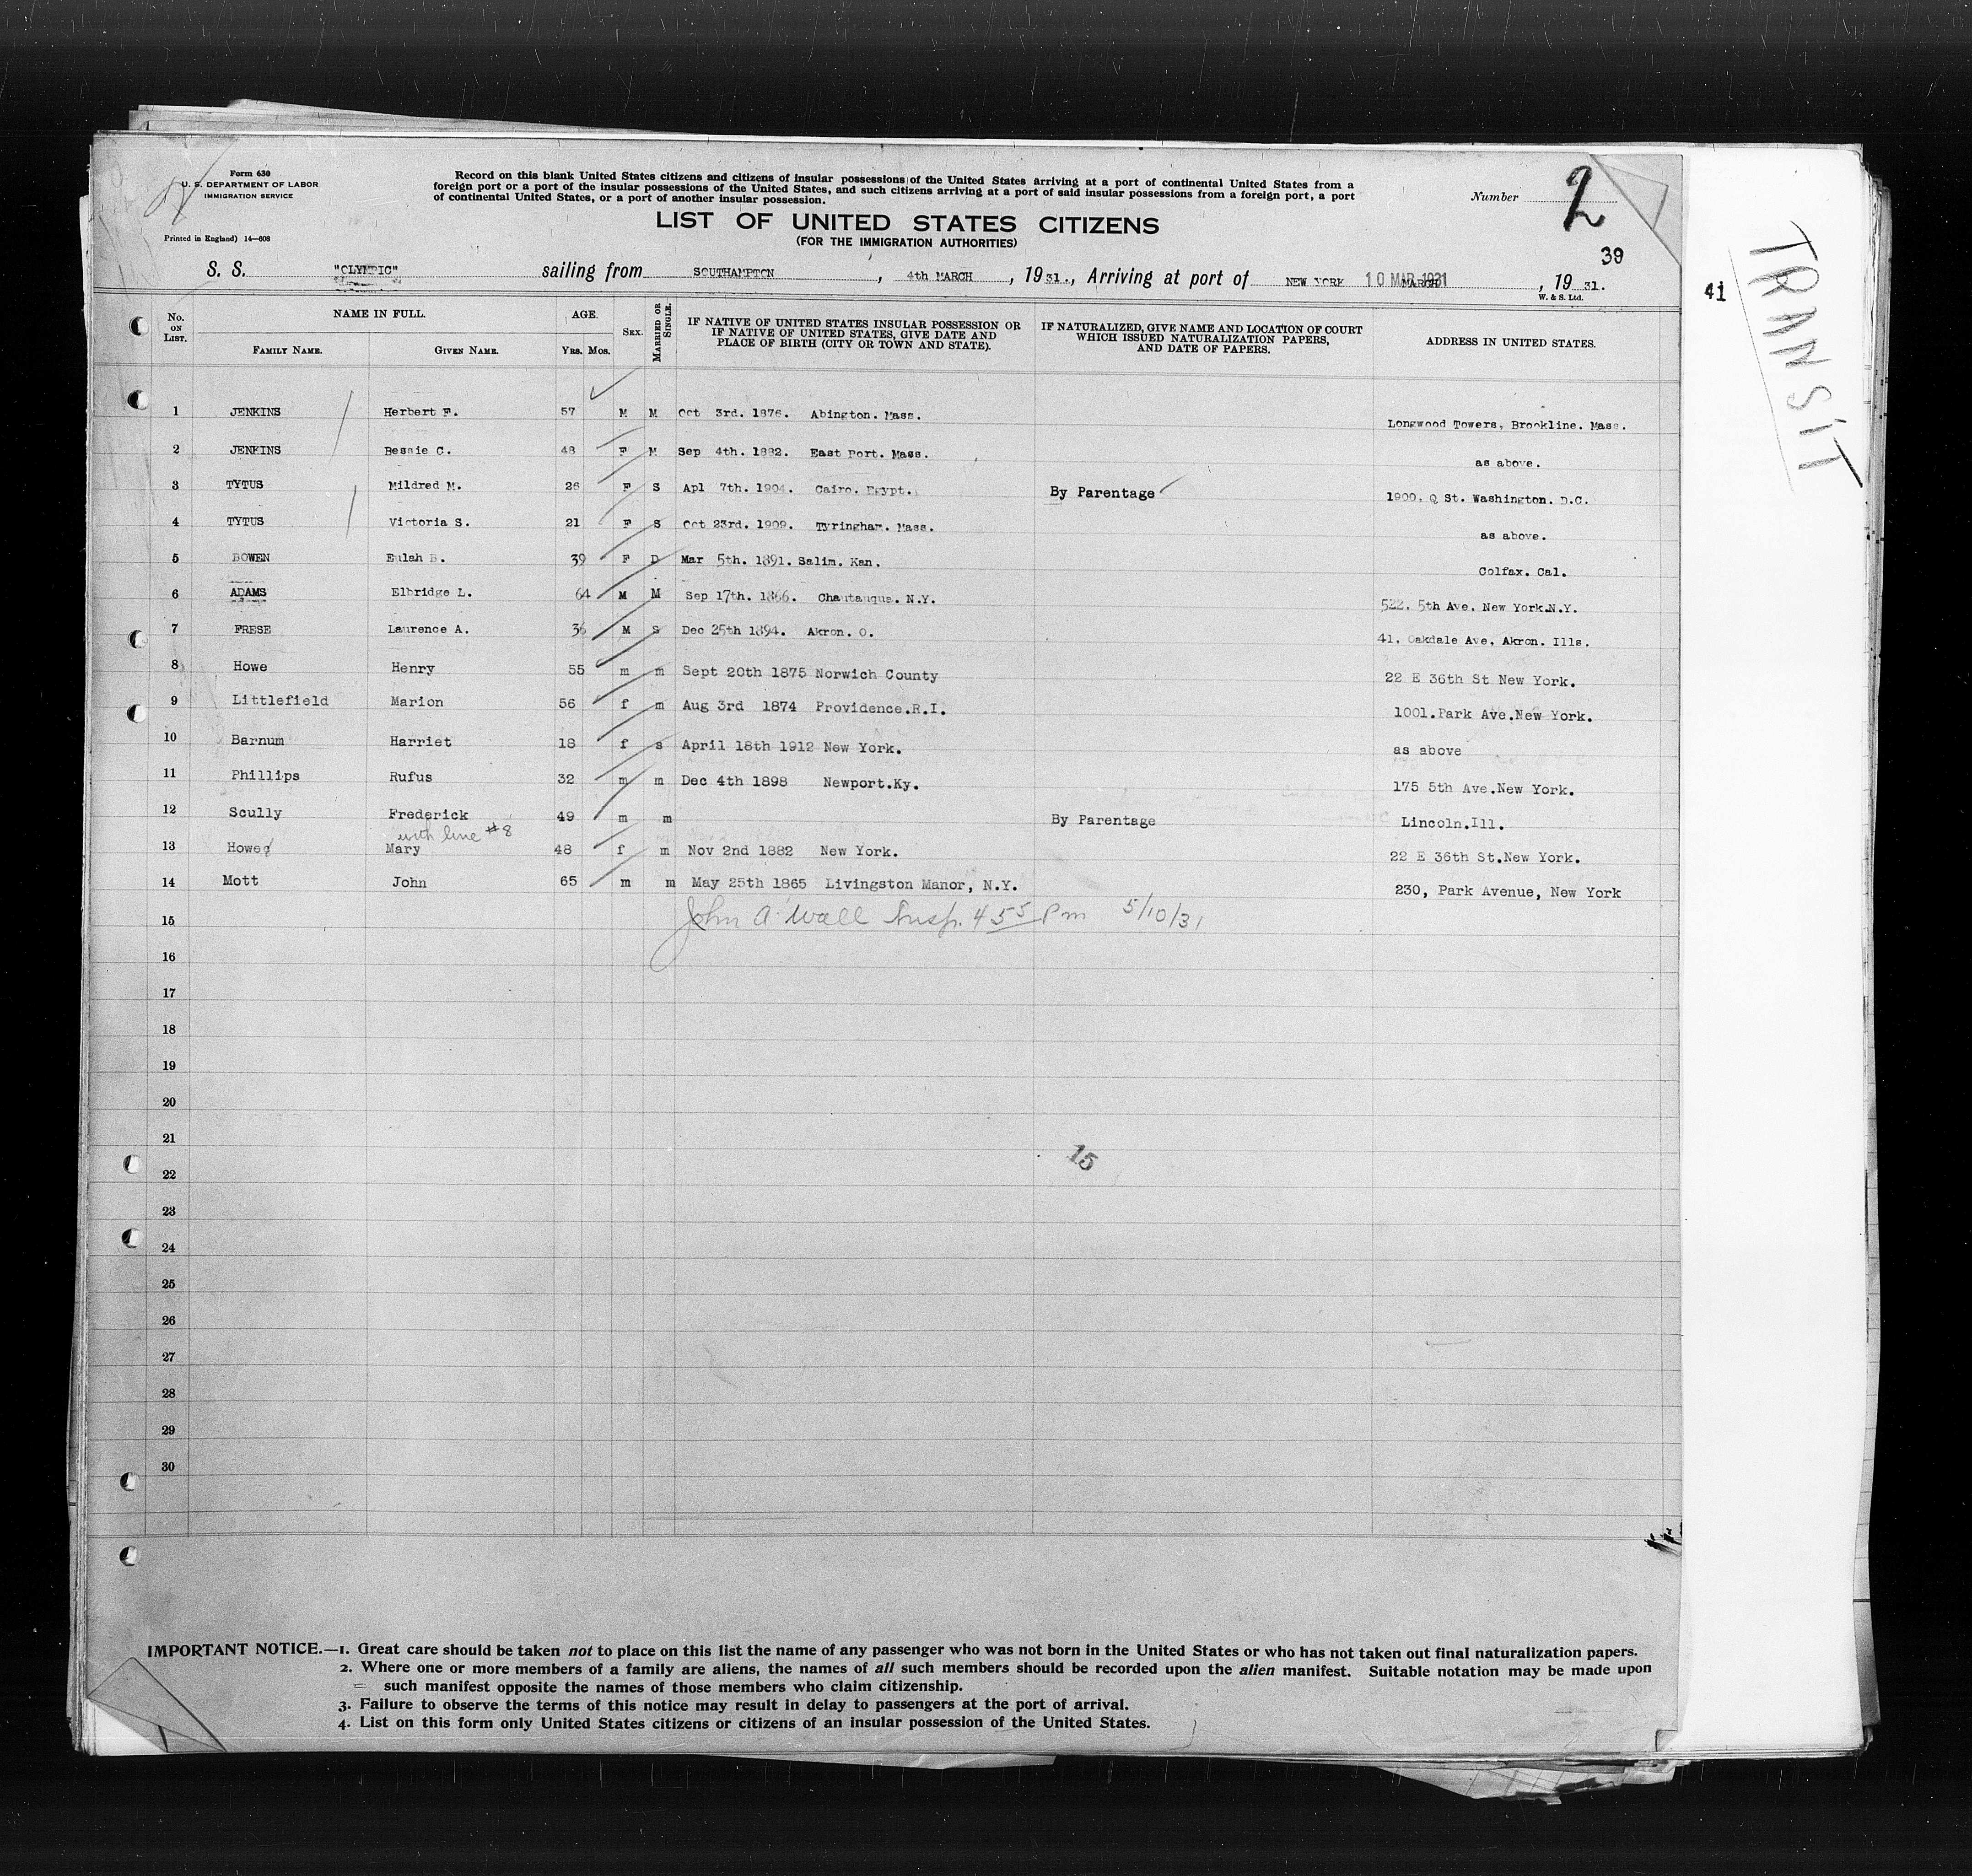 Form 630
U. S. DEPARTMENT OF LABOR
IMMIGRATION SERVICE
Printed in England) 14—608
Record on this blank United States citizens and citizens of insular possessions of the United States arriving at a port of continental United States from a
foreign port or a port of the insular possessions of the United States, and such citizens arriving at a port of said insular possessions from a foreign port, a port
of continental United States, or a port of another insular possession.
Number 2
LIST OF UNITED STATES CITIZENS
(FOR THE IMMIGRATION AUTHORITIES)
39
S. S. "OLYMPIC" sailing from SOUTHAMPTON, 4th MARCH, 1931., Arriving at port of NEW YORK 10 MAR 1931 MARCH, 1931.
W. & S. Ltd.
41
TRANSIT
No. ON LIST. NAME IN FULL. FAMILY NAME. GIVEN NAME. AGE. YRS. MOS. SEX. MARRIED OR SINGLE. IF NATIVE OF UNITED STATES INSULAR POSSESSION OR IF NATIVE OF UNITED STATES, GIVE DATE AND PLACE OF BIRTH (CITY OR TOWN AND STATE). IF NATURALIZED, GIVE NAME AND LOCATION OF COURT WHICH ISSUED NATURALIZATION PAPERS, AND DATE OF PAPERS. ADDRESS IN UNITED STATES.
1 JENKINS Herbert F. 57 M M Oct 3rd. 1876. Abington. Mass. Longwood Towers, Brookline. Mass.
2 JENKINS Bessie C. 48 F M Sep 4th. 1882. East Port. Mass. as above.
3 TYTUS Mildred M. 26 F S Apl 7th. 1904. Cairo. Egypt. By Parentage 1900. Q St. Washington. D.C.
4 TYTUS Victoria S. 21 F S Oct 23rd. 1909. Tyringham. Mass. as above.
5 BOWEN Eulah B. 39 F D Mar 5th. 1891. Salim. Kan. Colfax. Cal.
6 ADAMS Elbridge L. 64 M M Sep 17th. 1866. Chautauqua. N.Y. 522. 5th Ave. New York.N.Y.
7 FRESE Laurence A. 36 M S Dec 25th 1894. Akron. O. 41. Oakdale Ave. Akron. Ills.
8 Howe Henry 55 m m Sept 20th 1875 Norwich County 22 E 36th St New York.
9 Littlefield Marion 56 f m Aug 3rd 1874 Providence.R.I. 1001.Park Ave.New York.
10 Barnum Harriet 18 f s April 18th 1912 New York. as above
11 Phillips Rufus 32 m m Dec 4th 1898 Newport.Ky. 175 5th Ave.New York.
12 Scully Frederick 49 m m By Parentage Lincoln.Ill.
with line #8
13 Howe Mary 48 f m Nov 2nd 1882 New York. 22 E 36th St.New York.
14 Mott John 65 m m May 25th 1865 Livingston Manor, N.Y. 230, Park Avenue, New York
15 John A. Wall Insp. 4 55 Pm 5/10/31
16
17
18
19
20
21
15
22
23
24
25
26
27
28
29
30
IMPORTANT NOTICE.—1. Great care should be taken not to place on this list the name of any passenger who was not born in the United States or who has not taken out final naturalization papers.
2. Where one or more members of a family are aliens, the names of all such members should be recorded upon the alien manifest. Suitable notation may be made upon
such manifest opposite the names of those members who claim citizenship.
3. Failure to observe the terms of this notice may result in delay to passengers at the port of arrival.
4. List on this form only United States citizens or citizens of an insular possession of the United States.